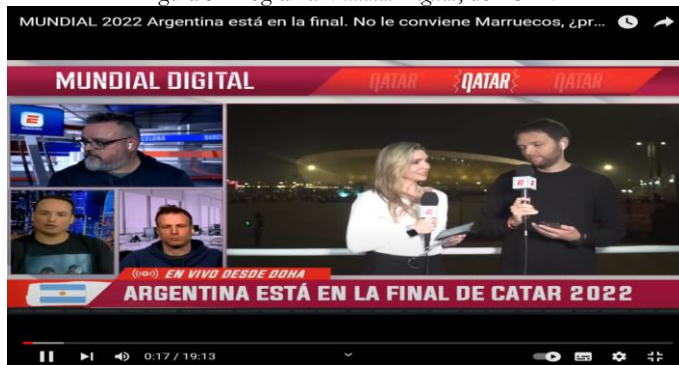 MUNDIAL 2022 Argentina está en la final. No le conviene Marruecos, ¿pr...
MUNDIAL DIGITAL
QATAR QATAR QATAR
EN VIVO DESDE DOHA
ARGENTINA ESTÁ EN LA FINAL DE CATAR 2022
0:17 / 19:13